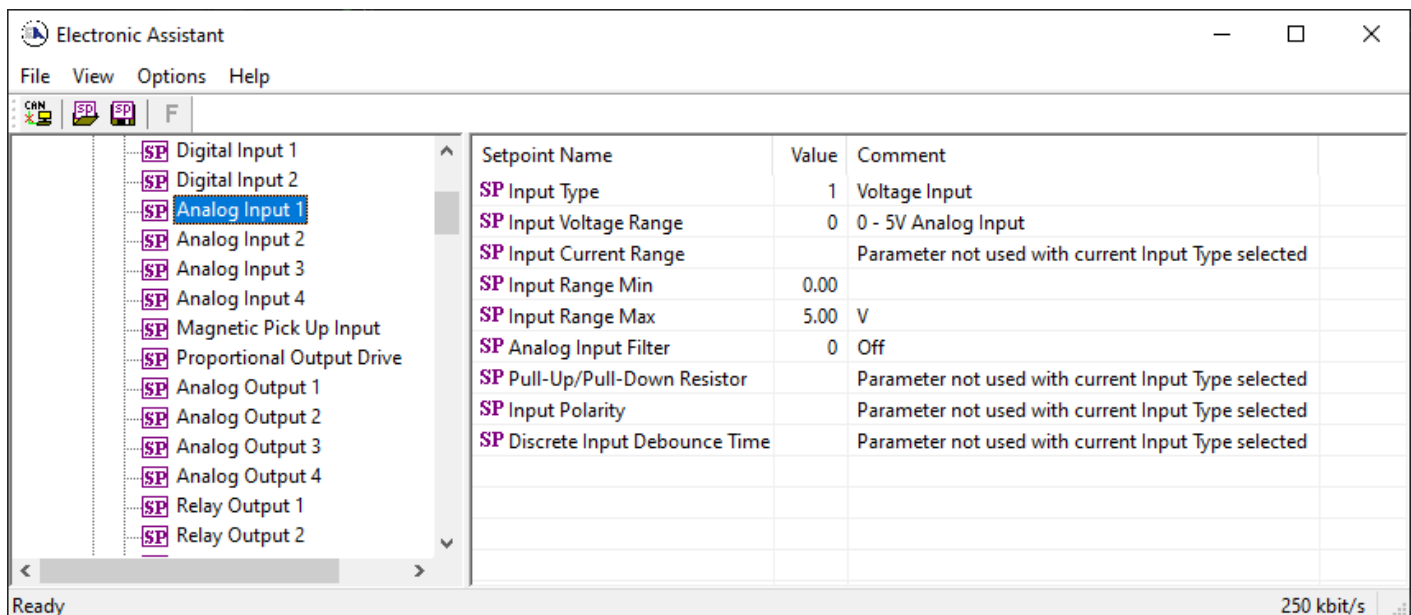 Electronic Assistant
File View Options Help
CAN SP SP F
SP Digital Input 1
SP Digital Input 2
SP Analog Input 1
SP Analog Input 2
SP Analog Input 3
SP Analog Input 4
SP Magnetic Pick Up Input
SP Proportional Output Drive
SP Analog Output 1
SP Analog Output 2
SP Analog Output 3
SP Analog Output 4
SP Relay Output 1
SP Relay Output 2
Setpoint Name Value Comment
SP Input Type 1 Voltage Input
SP Input Voltage Range 0 0 - 5V Analog Input
SP Input Current Range Parameter not used with current Input Type selected
SP Input Range Min 0.00
SP Input Range Max 5.00 V
SP Analog Input Filter 0 Off
SP Pull-Up/Pull-Down Resistor Parameter not used with current Input Type selected
SP Input Polarity Parameter not used with current Input Type selected
SP Discrete Input Debounce Time Parameter not used with current Input Type selected
Ready 250 kbit/s